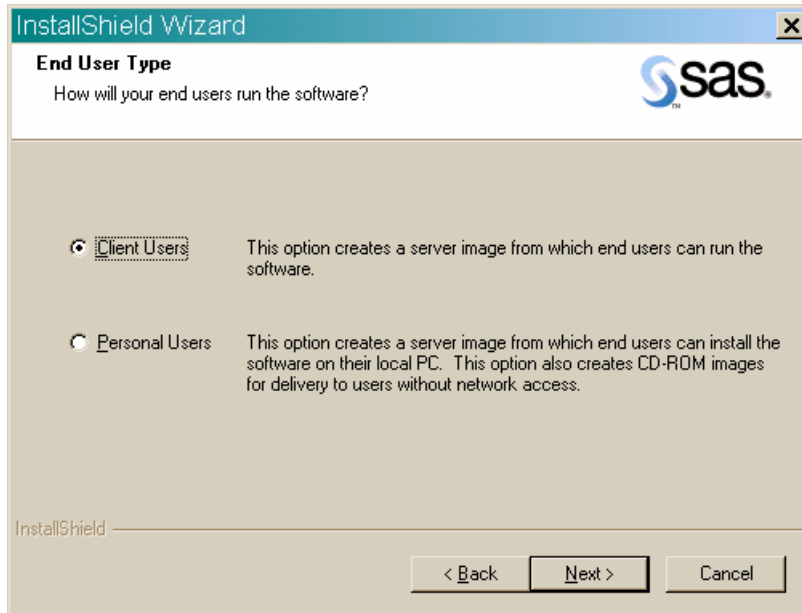 InstallShield Wizard
End User Type
How will your end users run the software?
sas.
TM
Client Users
This option creates a server image from which end users can run the
software.
Personal Users
This option creates a server image from which end users can install the
software on their local PC. This option also creates CD-ROM images
for delivery to users without network access.
InstallShield
< Back
Next >
Cancel